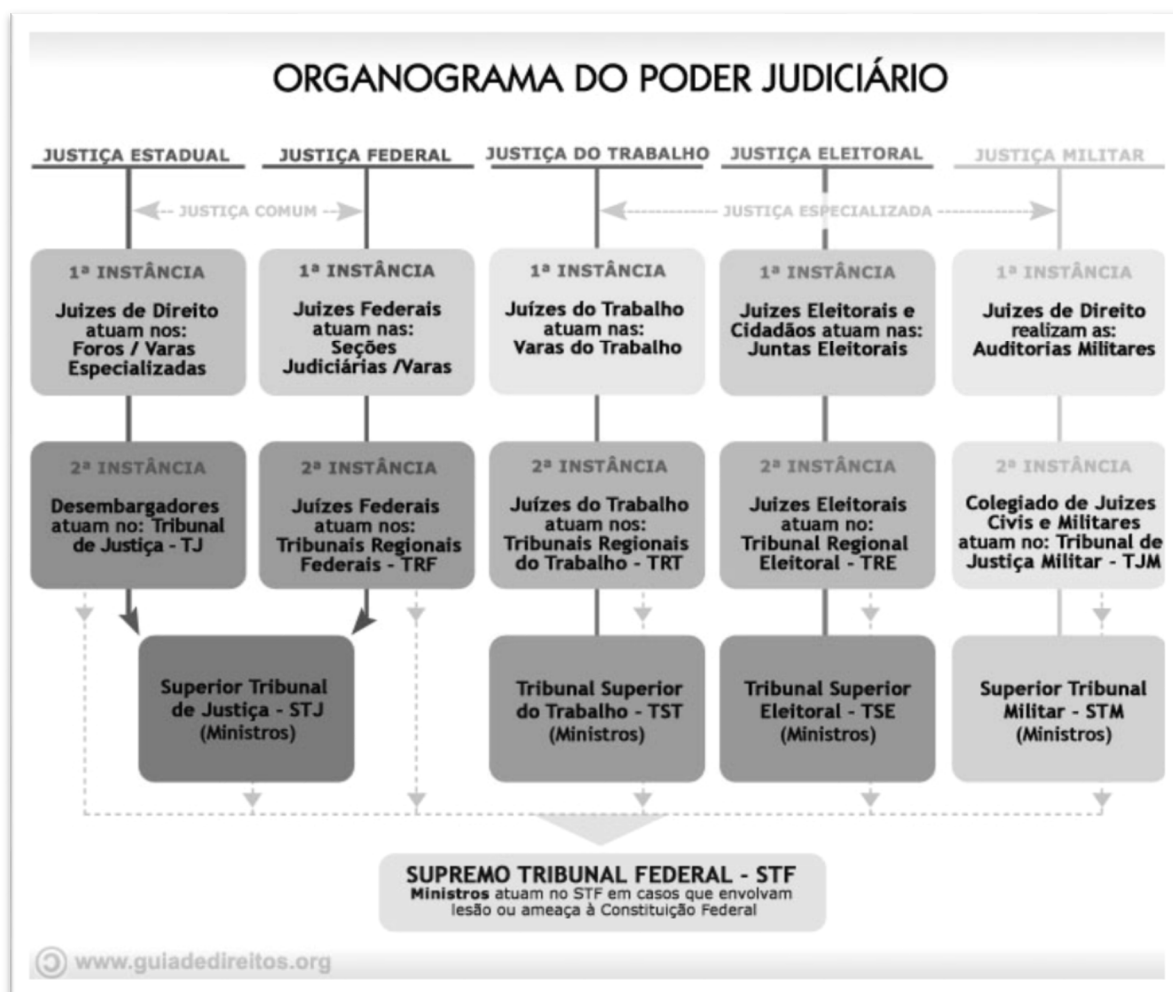 ORGANOGRAMA DO PODER JUDICIÁRIO
JUSTIÇA ESTADUAL
JUSTIÇA FEDERAL
JUSTIÇA DO TRABALHO
JUSTIÇA ELEITORAL
JUSTIÇA MILITAR
JUSTIÇA COMUM
JUSTIÇA ESPECIALIZADA
1ª INSTÂNCIA
Juizes de Direito
atuam nos:
Foros / Varas
Especializadas
1ª INSTÂNCIA
Juizes Federais
atuam nas:
Seções
Judiciárias /Varas
1ª INSTÂNCIA
Juízes do Trabalho
atuam nas:
Varas do Trabalho
1ª INSTÂNCIA
Juizes Eleitorais e
Cidadãos atuam nas:
Juntas Eleitorais
1ª INSTÂNCIA
Juizes de Direito
realizam as:
Auditorias Militares
2ª INSTÂNCIA
Desembargadores
atuam no: Tribunal
de Justiça - TJ
2ª INSTÂNCIA
Juízes Federais
atuam nos:
Tribunais Regionais
Federais - TRF
2ª INSTÂNCIA
Juízes do Trabalho
atuam nos:
Tribunais Regionais
do Trabalho - TRT
2ª INSTÂNCIA
Juizes Eleitorais
atuam no:
Tribunal Regional
Eleitoral - TRE
2ª INSTÂNCIA
Colegiado de Juizes
Civis e Militares
atuam no: Tribunal de
Justiça Militar - TJM
Superior Tribunal
de Justiça - STJ
(Ministros)
Tribunal Superior
do Trabalho - TST
(Ministros)
Tribunal Superior
Eleitoral - TSE
(Ministros)
Superior Tribunal
Militar - STM
(Ministros)
SUPREMO TRIBUNAL FEDERAL - STF
Ministros atuam no STF em casos que envolvam
lesão ou ameaça à Constituição Federal
www.guiadedireitos.org